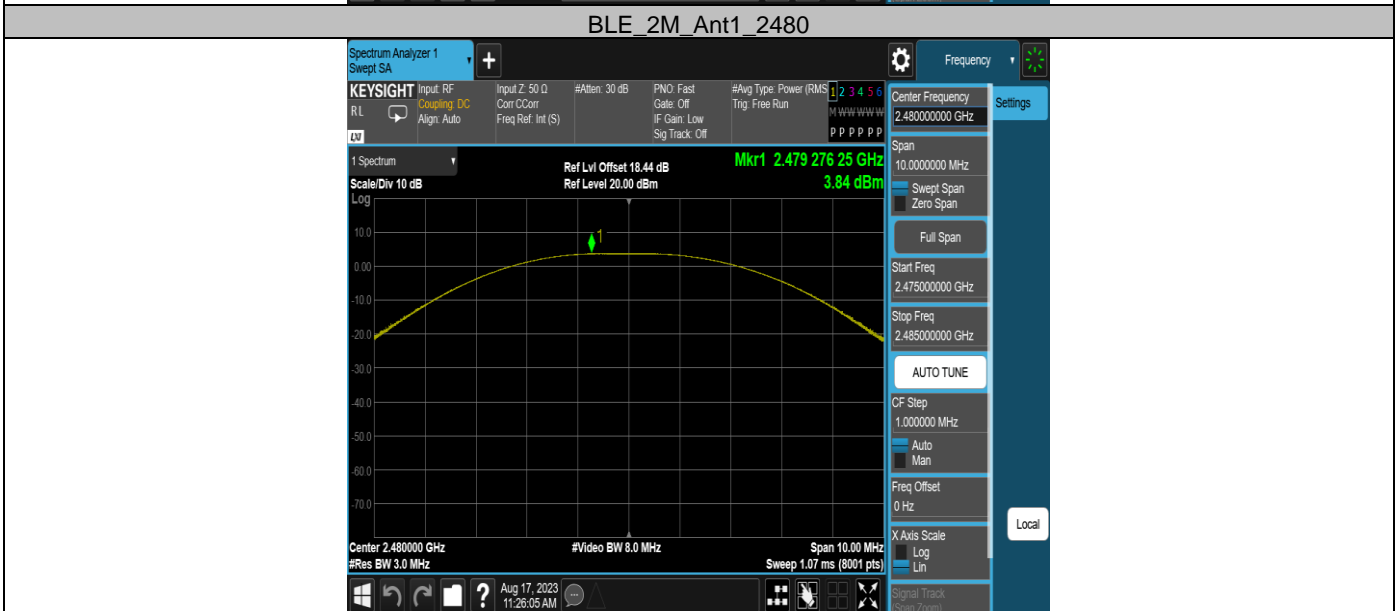 BLE_2M_Ant1_2480
Spectrum Analyzer 1
Swept SA
+
Frequency
KEYSIGHT
RL
LXI
Input: RF
Coupling: DC
Align: Auto
Input Z: 50 Ω
Corr CCorr
Freq Ref: Int (S)
#Atten: 30 dB
PNO: Fast
Gate: Off
IF Gain: Low
Sig Track: Off
#Avg Type: Power (RMS
Trig: Free Run
1 2 3 4 5 6
M W W W W W
P P P P P P
1 Spectrum
Scale/Div 10 dB
Log
Ref Lvl Offset 18.44 dB
Ref Level 20.00 dBm
Mkr1 2.479 276 25 GHz
3.84 dBm
10.0
1
0.00
-10.0
-20.0
-30.0
-40.0
-50.0
-60.0
-70.0
Center 2.480000 GHz
#Res BW 3.0 MHz
#Video BW 8.0 MHz
Span 10.00 MHz
Sweep 1.07 ms (8001 pts)
Center Frequency
2.480000000 GHz
Settings
Span
10.0000000 MHz
Swept Span
Zero Span
Full Span
Start Freq
2.475000000 GHz
Stop Freq
2.485000000 GHz
AUTO TUNE
CF Step
1.000000 MHz
Auto
Man
Freq Offset
0 Hz
X Axis Scale
Log
Lin
Local
Signal Track
(Span Zoom)
?
Aug 17, 2023
11:26:05 AM